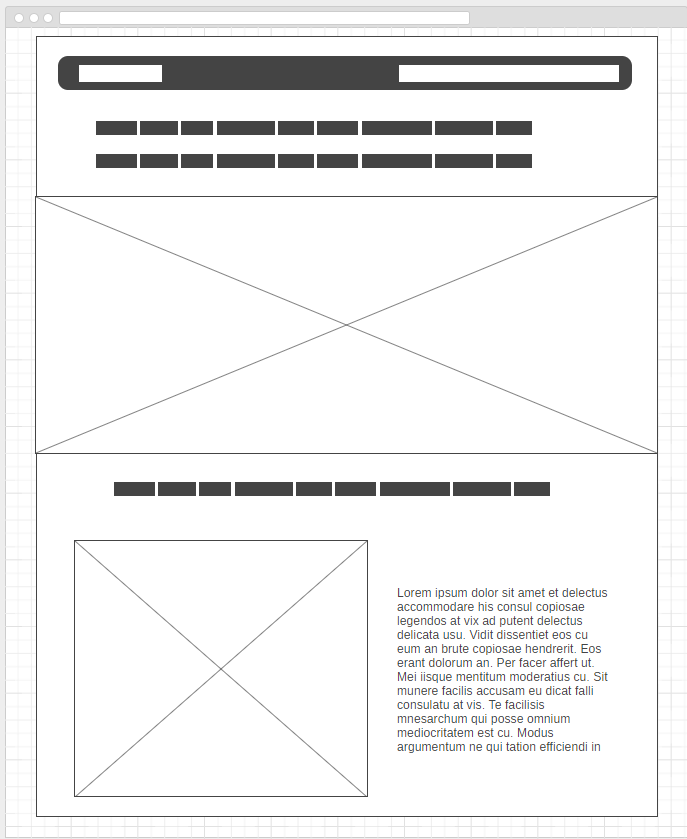 Lorem ipsum dolor sit amet et delectus
accommodare his consul copiosae
legendos at vix ad putent delectus
delicata usu. Vidit dissentiet eos cu
eum an brute copiosae hendrerit. Eos
erant dolorum an. Per facer affert ut.
Mei iisque mentitum moderatius cu. Sit
munere facilis accusam eu dicat falli
consulatu at vis. Te facilisis
mnesarchum qui posse omnium
mediocritatem est cu. Modus
argumentum ne qui tation efficiendi in